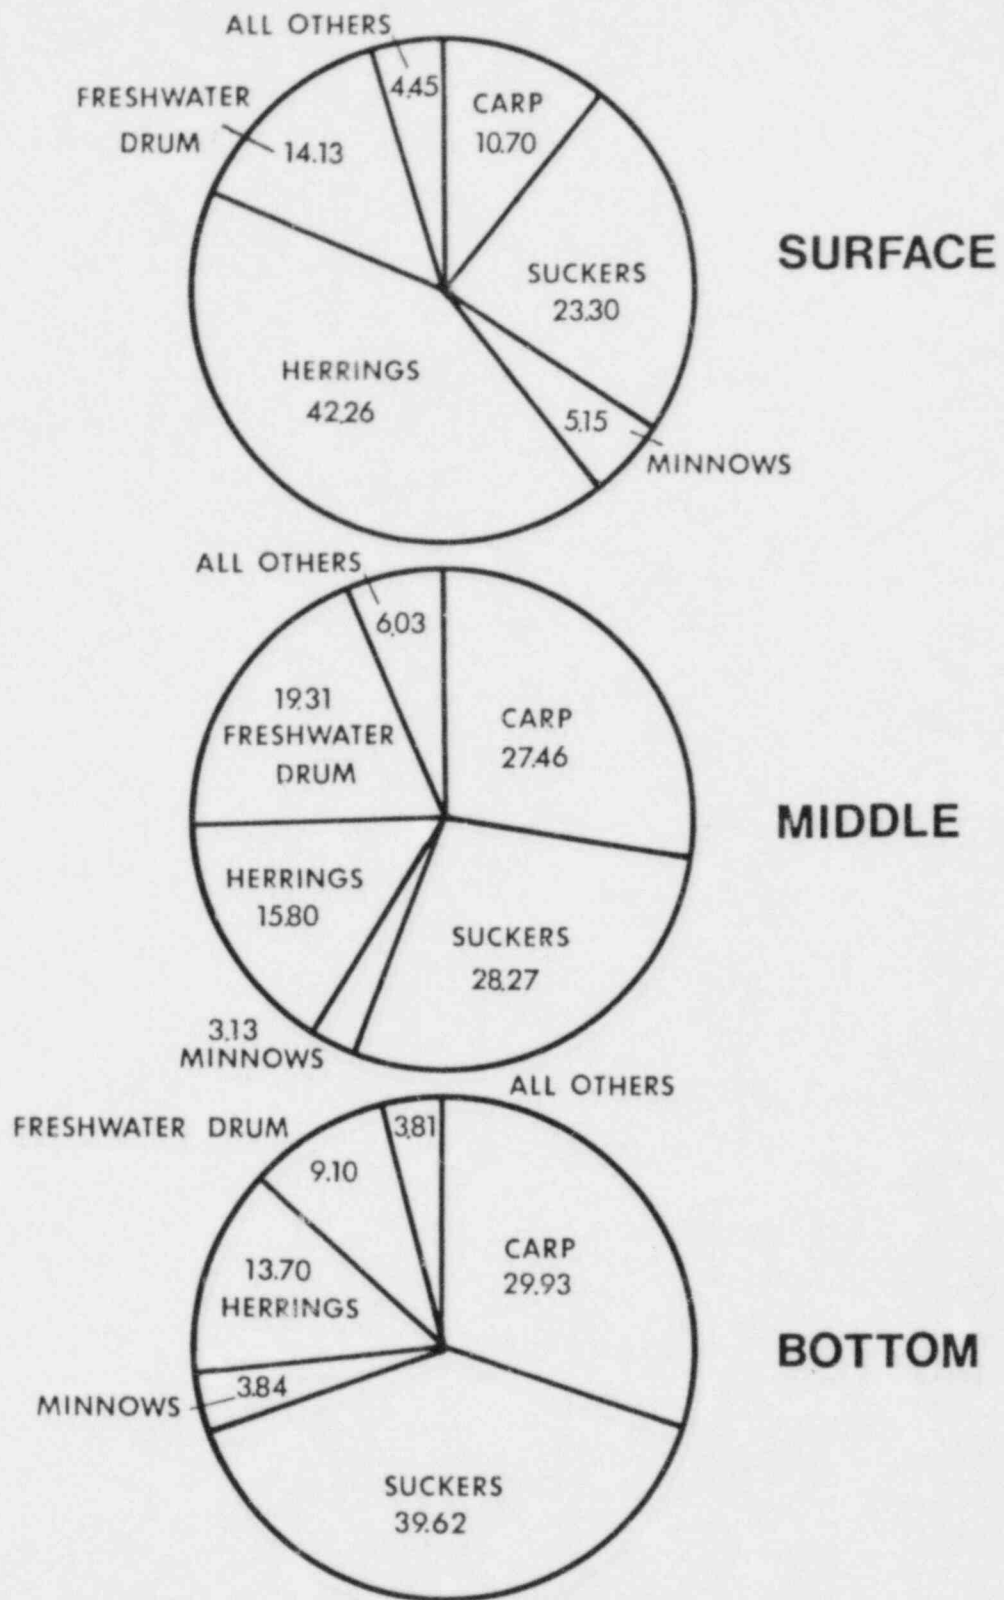 ALL OTHERS
4.45
FRESHWATER
DRUM
14.13
CARP
10.70
SUCKERS
23.30
SURFACE
HERRINGS
42.26
5.15
MINNOWS
ALL OTHERS
6.03
19.31
FRESHWATER
DRUM
CARP
27.46
MIDDLE
HERRINGS
15.80
SUCKERS
28.27
3.13
MINNOWS
ALL OTHERS
3.81
FRESHWATER DRUM
9.10
CARP
29.93
13.70
HERRINGS
BOTTOM
MINNOWS
3.84
SUCKERS
39.62